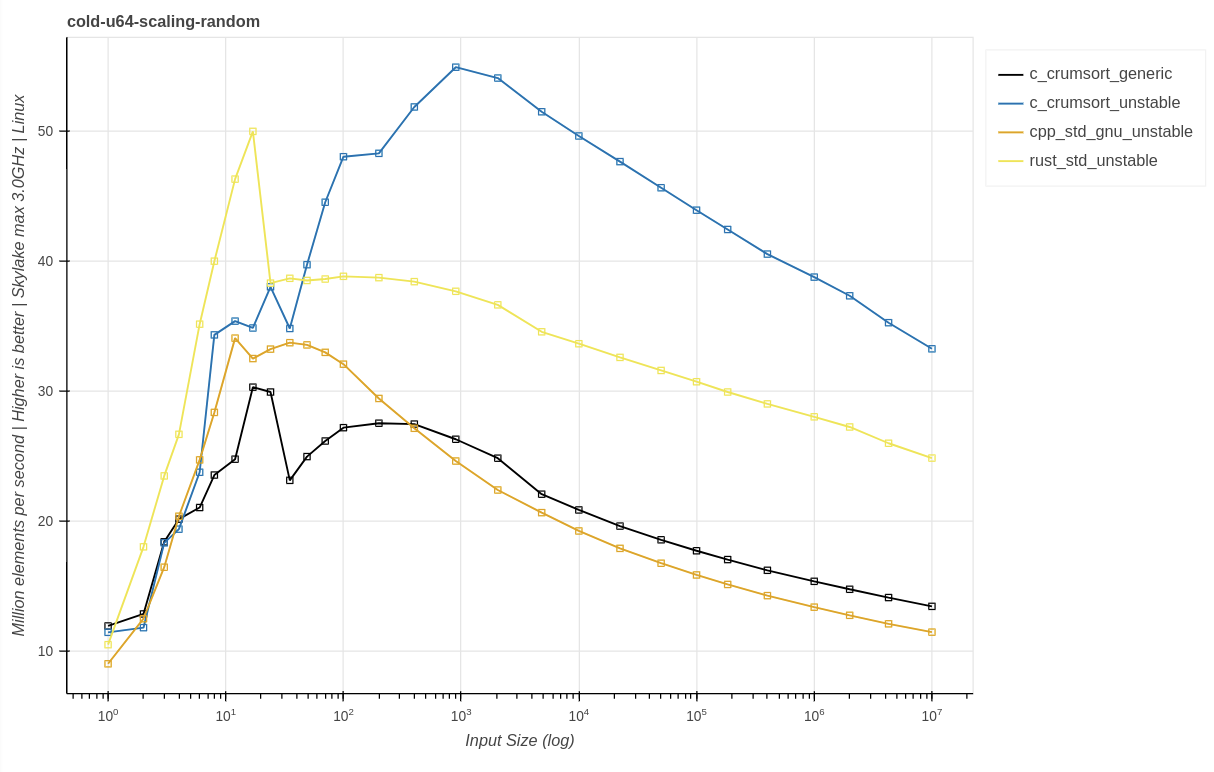 cold-u64-scaling-random
Million elements per second | Higher is better | Skylake max 3.0GHz | Linux
50
40
30
20
10
10⁰ 10¹ 10² 10³ 10⁴ 10⁵ 10⁶ 10⁷
Input Size (log)
c_crumsort_generic
c_crumsort_unstable
cpp_std_gnu_unstable
rust_std_unstable